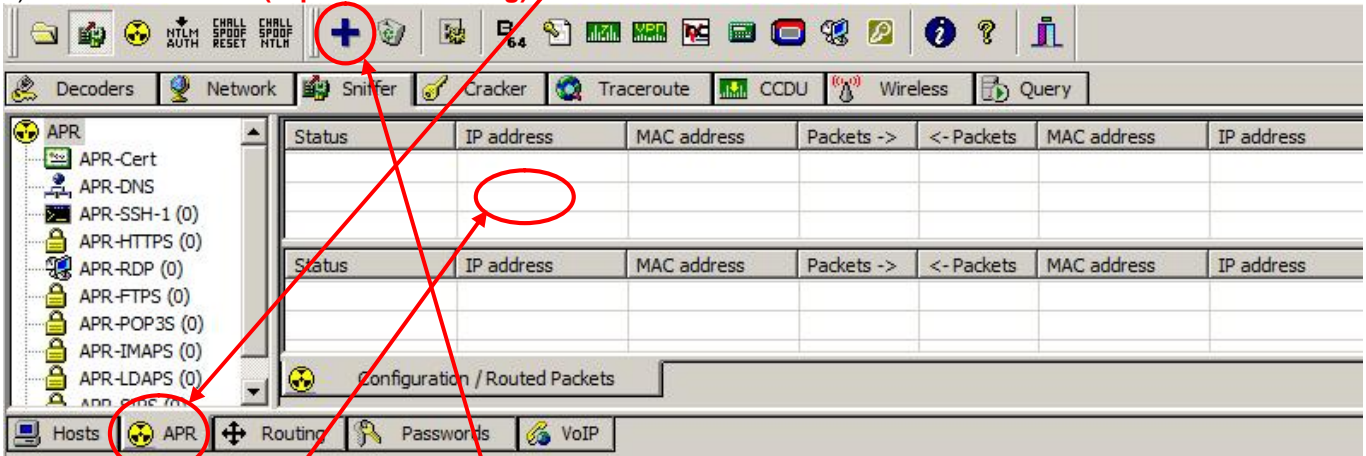 NTLM AUTH CHALL SPOOF RESET CHALL SPOOF NTLM B64
Decoders Network Sniffer Cracker Traceroute CCDU Wireless Query
APR
APR-Cert
APR-DNS
APR-SSH-1 (0)
APR-HTTPS (0)
APR-RDP (0)
APR-FTPS (0)
APR-POP3S (0)
APR-IMAPS (0)
APR-LDAPS (0)
Status IP address MAC address Packets -> <- Packets MAC address IP address
Status IP address MAC address Packets -> <- Packets MAC address IP address
Configuration / Routed Packets
Hosts APR Routing Passwords VoIP